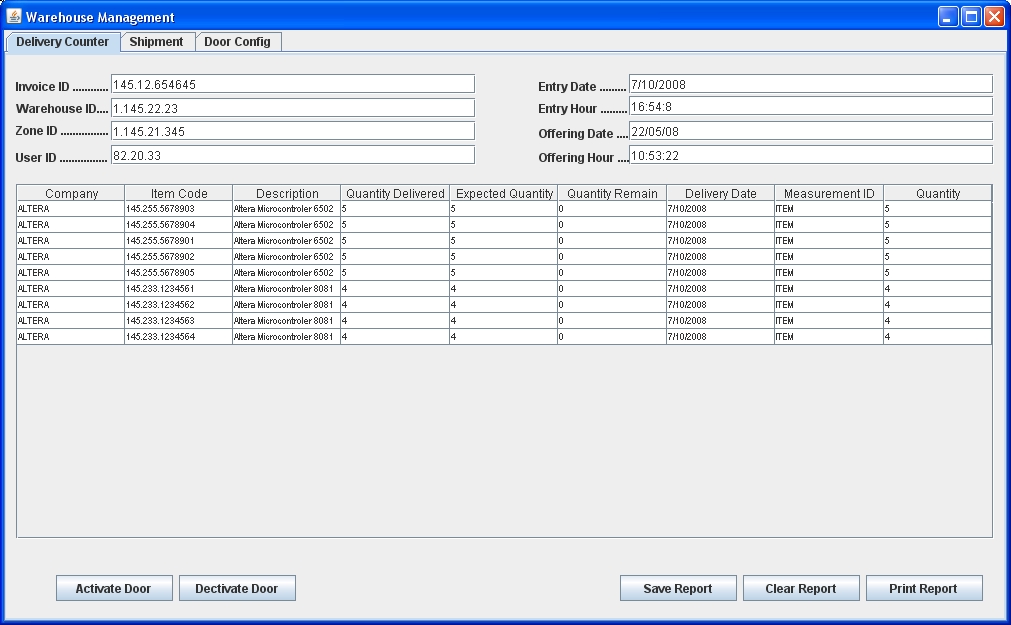 Warehouse Management
Delivery Counter Shipment Door Config
Invoice ID ............ 145.12.654645 Entry Date ......... 7/10/2008
Warehouse ID.... 1.145.22.23 Entry Hour ......... 16:54:8
Zone ID ................ 1.145.21.345 Offering Date .... 22/05/08
User ID ................ 82.20.33 Offering Hour .... 10:53:22
Company Item Code Description Quantity Delivered Expected Quantity Quantity Remain Delivery Date Measurement ID Quantity
ALTERA 145.255.5678903 Altera Microcontroler 6502 5 5 0 7/10/2008 ITEM 5
ALTERA 145.255.5678904 Altera Microcontroler 6502 5 5 0 7/10/2008 ITEM 5
ALTERA 145.255.5678901 Altera Microcontroler 6502 5 5 0 7/10/2008 ITEM 5
ALTERA 145.255.5678902 Altera Microcontroler 6502 5 5 0 7/10/2008 ITEM 5
ALTERA 145.255.5678905 Altera Microcontroler 6502 5 5 0 7/10/2008 ITEM 5
ALTERA 145.233.1234561 Altera Microcontroler 8081 4 4 0 7/10/2008 ITEM 4
ALTERA 145.233.1234562 Altera Microcontroler 8081 4 4 0 7/10/2008 ITEM 4
ALTERA 145.233.1234563 Altera Microcontroler 8081 4 4 0 7/10/2008 ITEM 4
ALTERA 145.233.1234564 Altera Microcontroler 8081 4 4 0 7/10/2008 ITEM 4
Activate Door Dectivate Door Save Report Clear Report Print Report